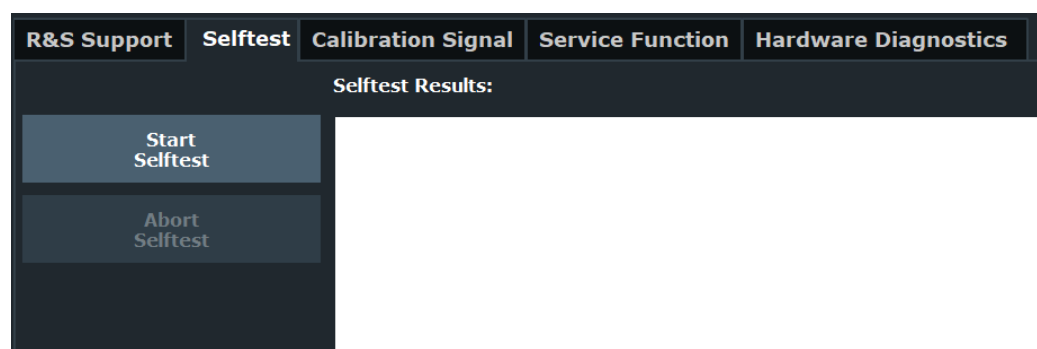 R&S Support Selftest Calibration Signal Service Function Hardware Diagnostics
Selftest Results:
Start
Selftest
Abort
Selftest